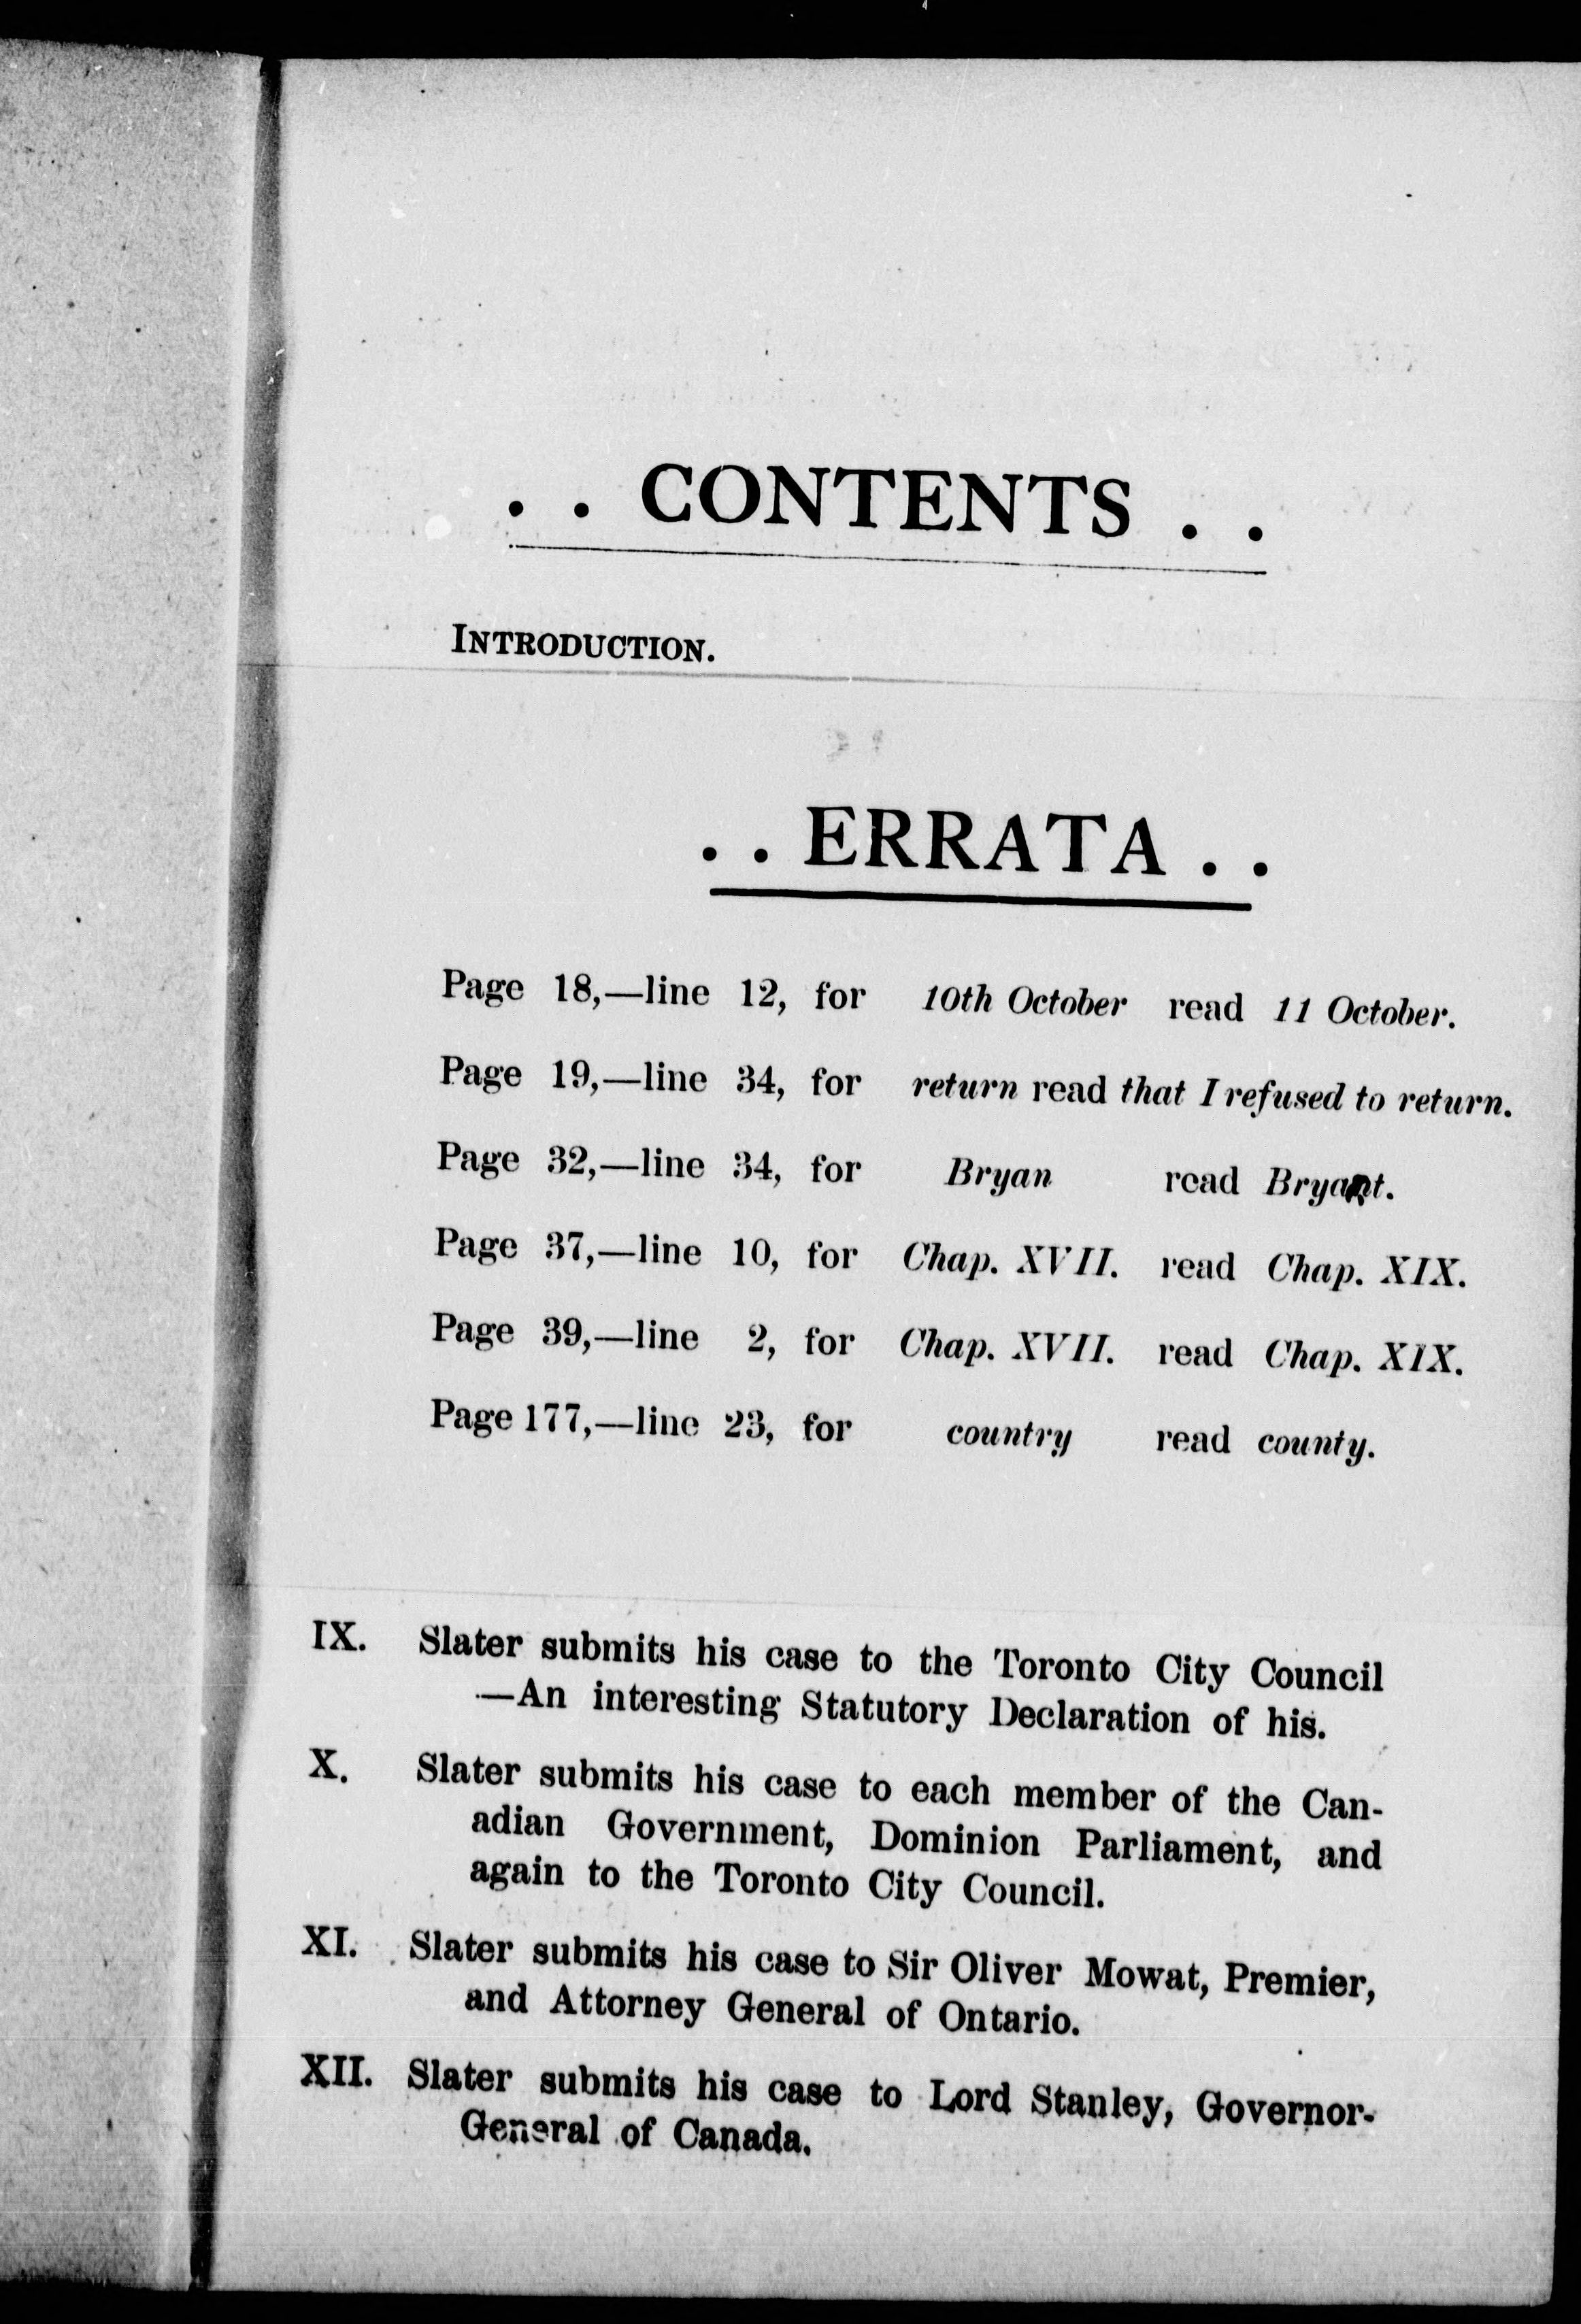 . . CONTENTS . .
INTRODUCTION.
. . ERRATA . .
Page 18,—line 12, for 10th October read 11 October.
Page 19,—line 34, for return read that I refused to return.
Page 32,—line 34, for Bryan read Bryant.
Page 37,—line 10, for Chap. XVII. read Chap. XIX.
Page 39,—line 2, for Chap. XVII. read Chap. XIX.
Page 177,—line 23, for country read county.
IX. Slater submits his case to the Toronto City Council
—An interesting Statutory Declaration of his.
X. Slater submits his case to each member of the Can-
adian Government, Dominion Parliament, and
again to the Toronto City Council.
XI. Slater submits his case to Sir Oliver Mowat, Premier,
and Attorney General of Ontario.
XII. Slater submits his case to Lord Stanley, Governor-
General of Canada.